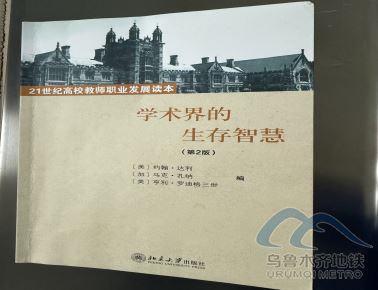 21世纪高校教师职业发展读本
学术界的
生存智慧
(第2版)
[美] 约翰·达利
[加] 马克·扎纳
[美] 亨利·罗迪格三世
编
北京大学出版社
乌鲁木齐地铁
URUMQI METRO